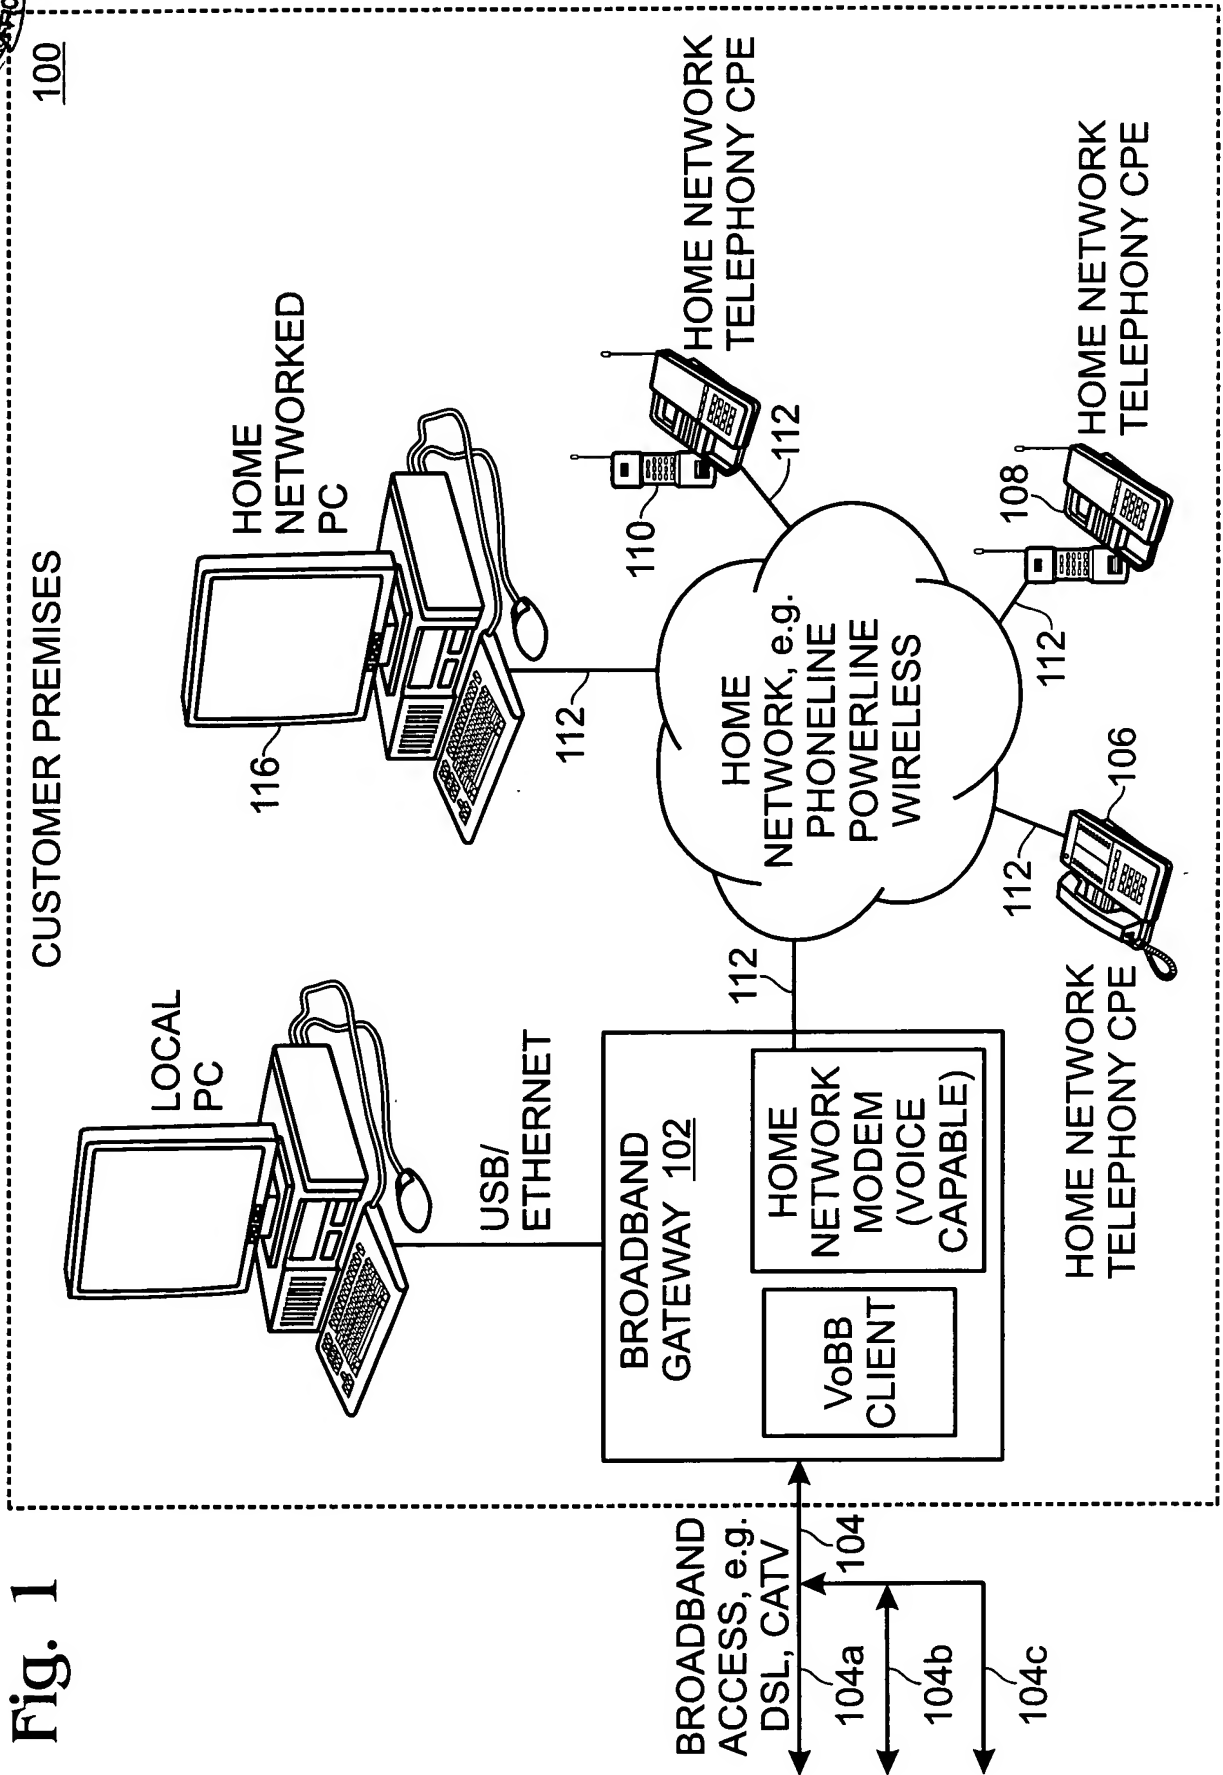 Fig. 1
100
CUSTOMER PREMISES
LOCAL
PC
HOME
NETWORKED
PC
116
112
USB/
ETHERNET
BROADBAND
GATEWAY 102
VoBB
CLIENT
HOME
NETWORK
MODEM
(VOICE
CAPABLE)
112
HOME
NETWORK, e.g.
PHONELINE
POWERLINE
WIRELESS
110
112
HOME NETWORK
TELEPHONY CPE
108
112
HOME NETWORK
TELEPHONY CPE
106
112
HOME NETWORK
TELEPHONY CPE
BROADBAND
ACCESS, e.g.
DSL, CATV
104
104a
104b
104c